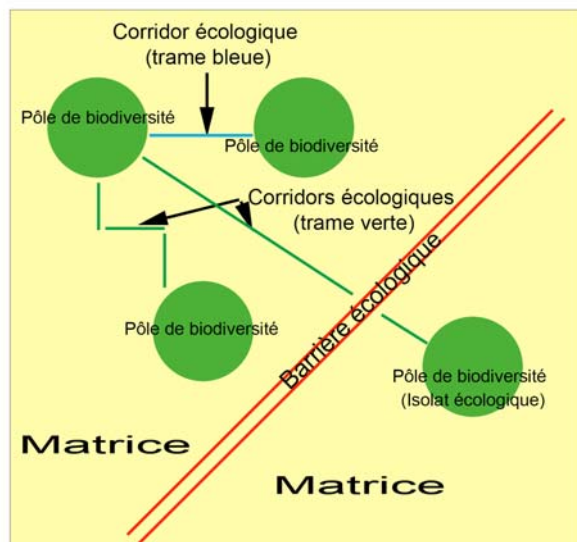 Corridor écologique
(trame bleue)
Pôle de biodiversité
Pôle de biodiversité
Corridors écologiques
(trame verte)
Barrière écologique
Pôle de biodiversité
Pôle de biodiversité
(Isolat écologique)
Matrice
Matrice